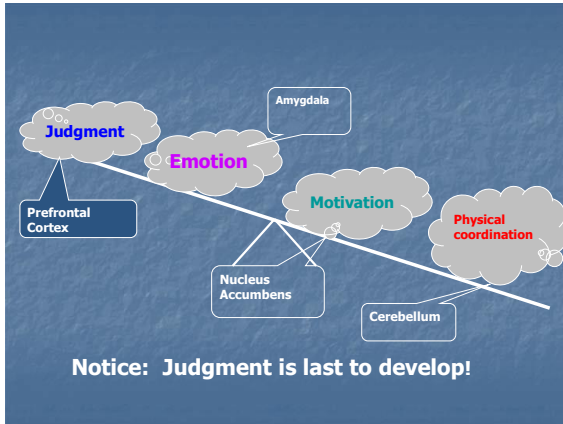 Amygdala
Judgment
Emotion
Motivation
Prefrontal
Cortex
Physical
coordination
Nucleus
Accumbens
Cerebellum
Notice: Judgment is last to develop!